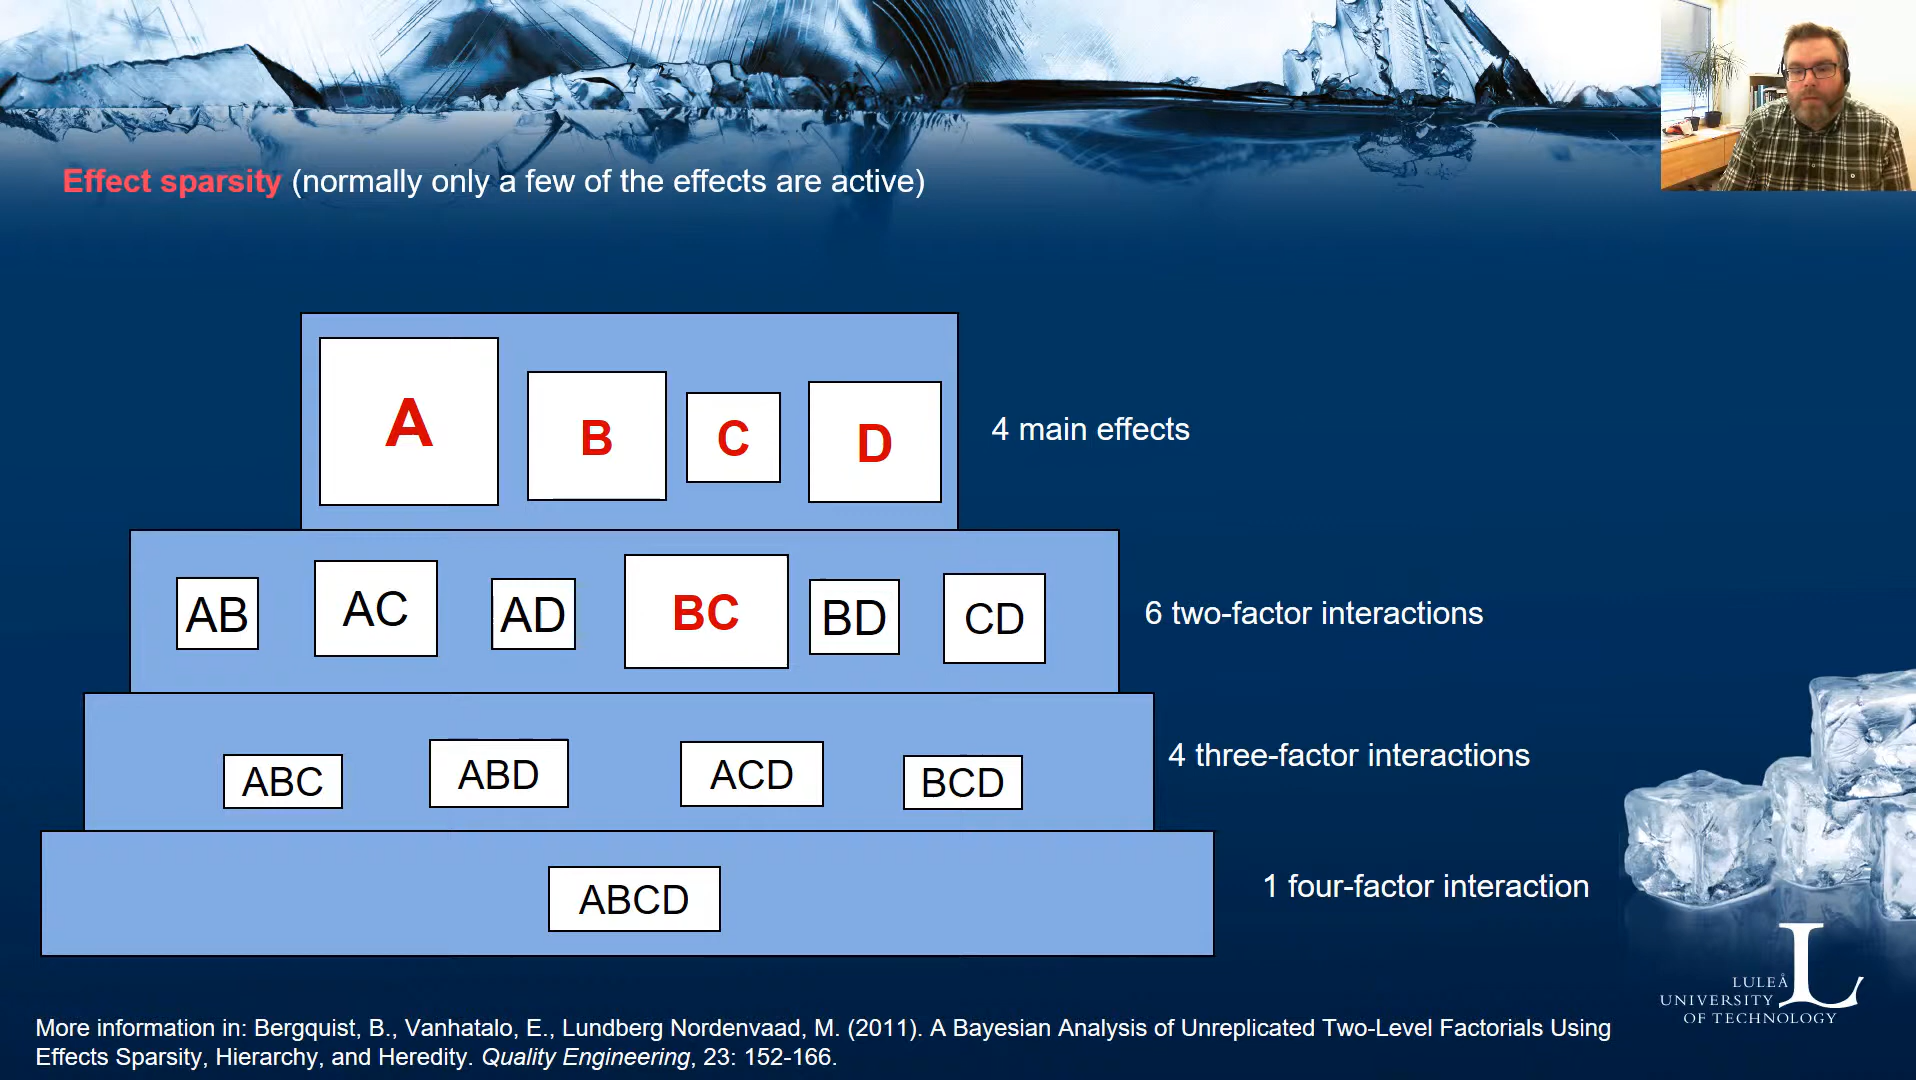 Effect sparsity (normally only a few of the effects are active)
A B C D
4 main effects
AB AC AD BC BD CD
6 two-factor interactions
ABC ABD ACD BCD
4 three-factor interactions
ABCD
1 four-factor interaction
LULEÅ
UNIVERSITY
OF TECHNOLOGY
L
More information in: Bergquist, B., Vanhatalo, E., Lundberg Nordenvaad, M. (2011). A Bayesian Analysis of Unreplicated Two-Level Factorials Using
Effects Sparsity, Hierarchy, and Heredity. Quality Engineering, 23: 152-166.